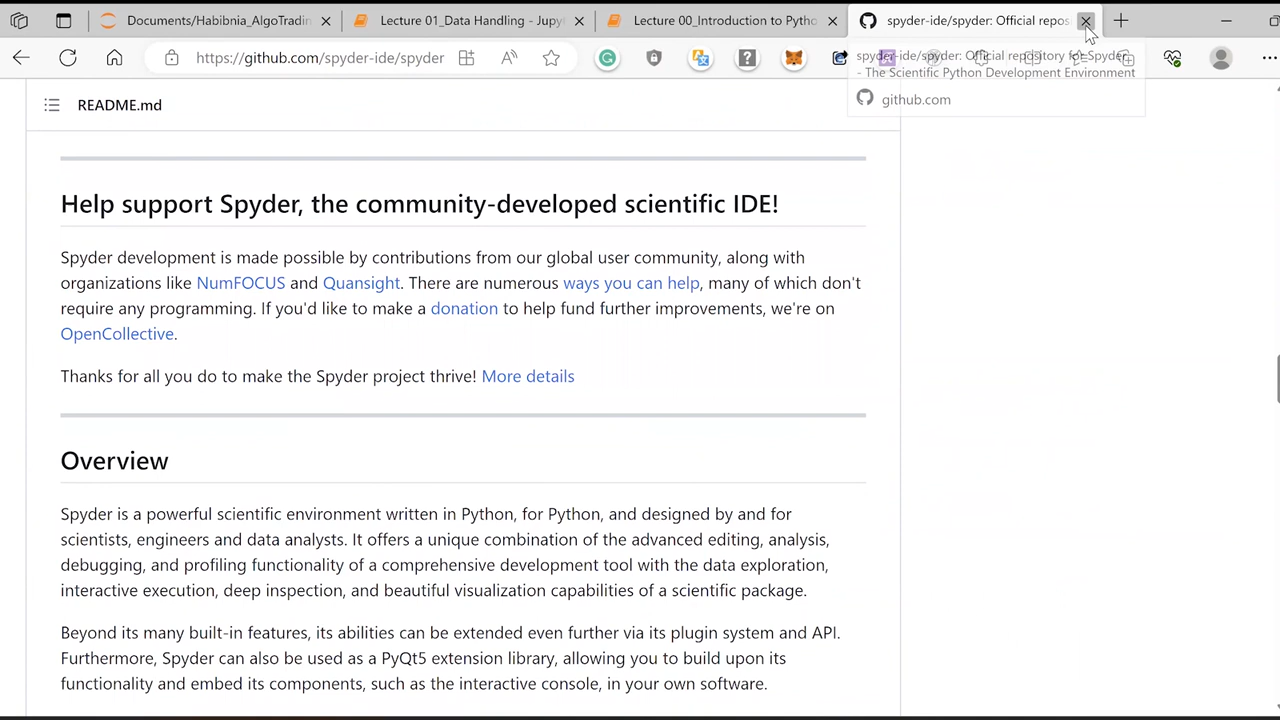 Documents/Habibnia_AlgoTradin
Lecture 01_Data Handling - Jupyt
Lecture 00_Introduction to Pytho
spyder-ide/spyder: Official repos
https://github.com/spyder-ide/spyder
spyder-ide/spyder: Official repository for Spyder
- The Scientific Python Development Environment
github.com
README.md
Help support Spyder, the community-developed scientific IDE!
Spyder development is made possible by contributions from our global user community, along with
organizations like NumFOCUS and Quansight. There are numerous ways you can help, many of which don't
require any programming. If you'd like to make a donation to help fund further improvements, we're on
OpenCollective.
Thanks for all you do to make the Spyder project thrive! More details
Overview
Spyder is a powerful scientific environment written in Python, for Python, and designed by and for
scientists, engineers and data analysts. It offers a unique combination of the advanced editing, analysis,
debugging, and profiling functionality of a comprehensive development tool with the data exploration,
interactive execution, deep inspection, and beautiful visualization capabilities of a scientific package.
Beyond its many built-in features, its abilities can be extended even further via its plugin system and API.
Furthermore, Spyder can also be used as a PyQt5 extension library, allowing you to build upon its
functionality and embed its components, such as the interactive console, in your own software.